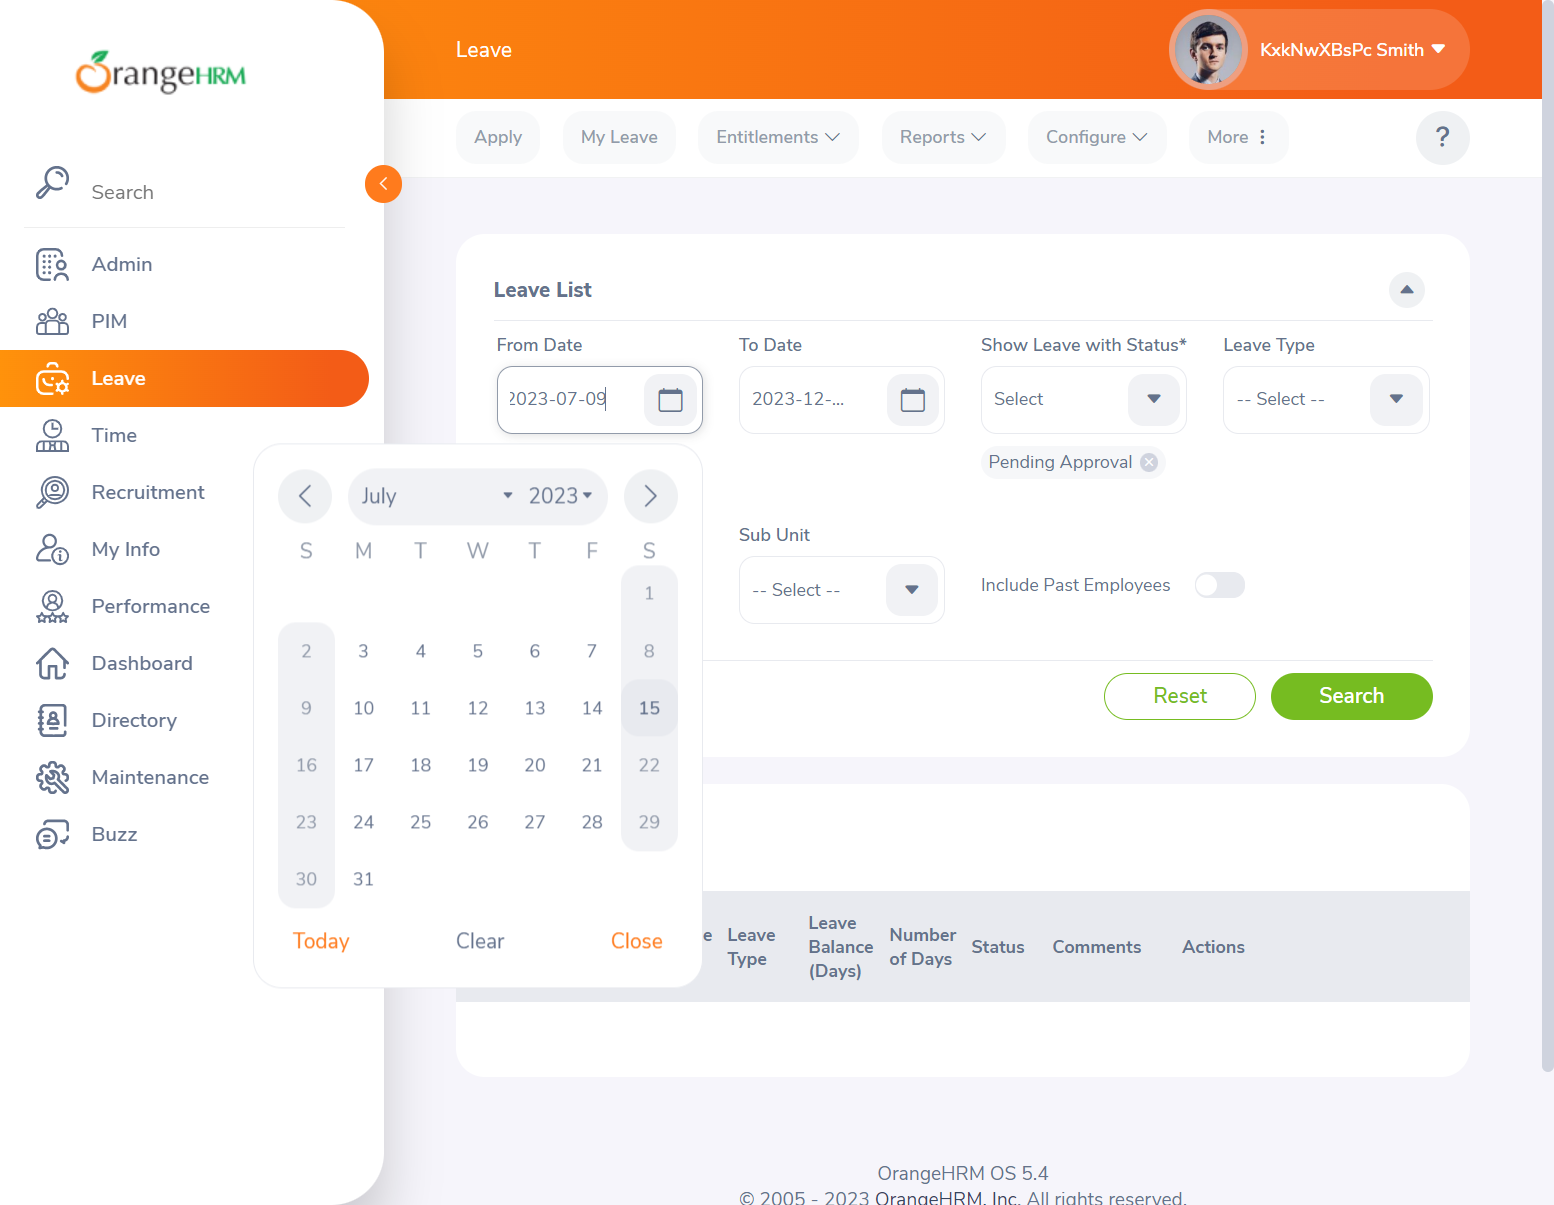 OrangeHRM
Search
Admin
PIM
Leave
Time
Recruitment
My Info
Performance
Dashboard
Directory
Maintenance
Buzz
Leave
KxkNwXBsPc Smith
Apply
My Leave
Entitlements
Reports
Configure
More
?
Leave List
From Date
To Date
Show Leave with Status*
Leave Type
2023-07-09
2023-12-...
Select
-- Select --
Pending Approval
Sub Unit
-- Select --
Include Past Employees
Reset
Search
July 2023
S M T W T F S
1
2 3 4 5 6 7 8
9 10 11 12 13 14 15
16 17 18 19 20 21 22
23 24 25 26 27 28 29
30 31
Today
Clear
Close
e
Leave
Type
Leave
Balance
(Days)
Number
of Days
Status
Comments
Actions
OrangeHRM OS 5.4
© 2005 - 2023 OrangeHRM, Inc. All rights reserved.